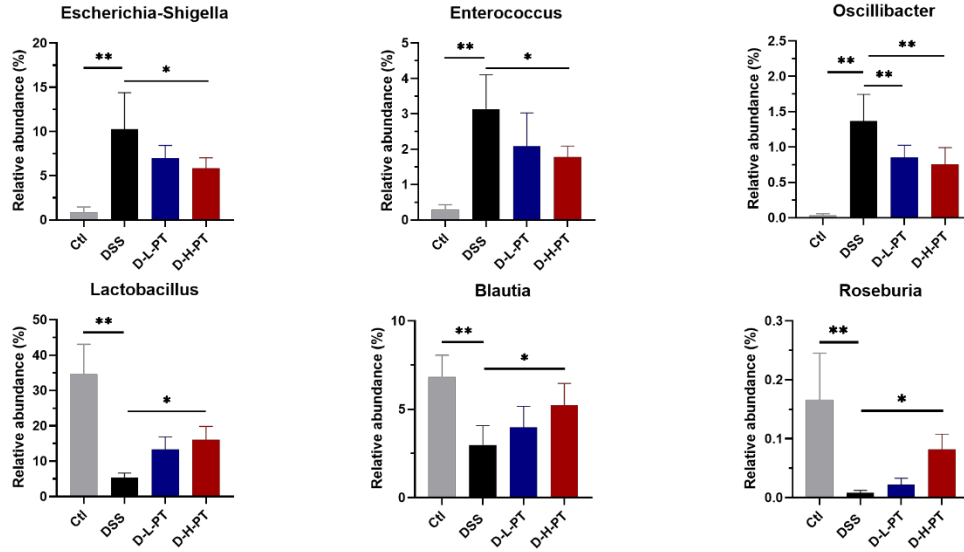 Escherichia-Shigella
Relative abundance (%)
20
15
10
5
0
**
*
Ctl
DSS
D-L-PT
D-H-PT
Enterococcus
Relative abundance (%)
5
4
3
2
1
0
**
*
Ctl
DSS
D-L-PT
D-H-PT
Oscillibacter
Relative abundance (%)
2.5
2.0
1.5
1.0
0.5
0.0
**
**
**
Ctl
DSS
D-L-PT
D-H-PT
Lactobacillus
Relative abundance (%)
50
40
30
20
10
0
**
*
Ctl
DSS
D-L-PT
D-H-PT
Blautia
Relative abundance (%)
10
5
0
**
*
Ctl
DSS
D-L-PT
D-H-PT
Roseburia
Relative abundance (%)
0.3
0.2
0.1
0.0
**
*
Ctl
DSS
D-L-PT
D-H-PT